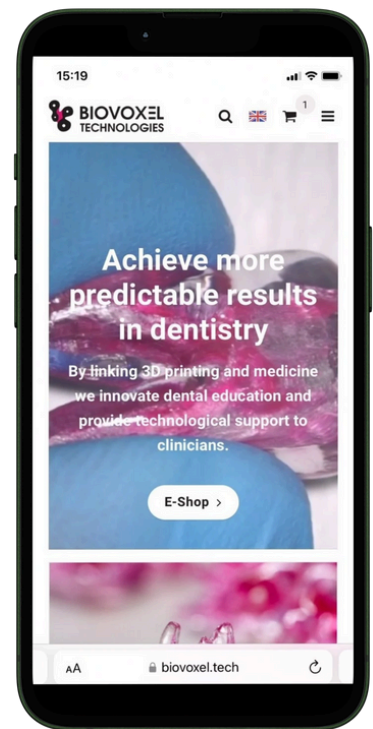 15:19
BIOVOXEL
TECHNOLOGIES
1
Achieve more
predictable results
in dentistry
By linking 3D printing and medicine
we innovate dental education and
provide technological support to
clinicians.
E-Shop >
AA
biovoxel.tech